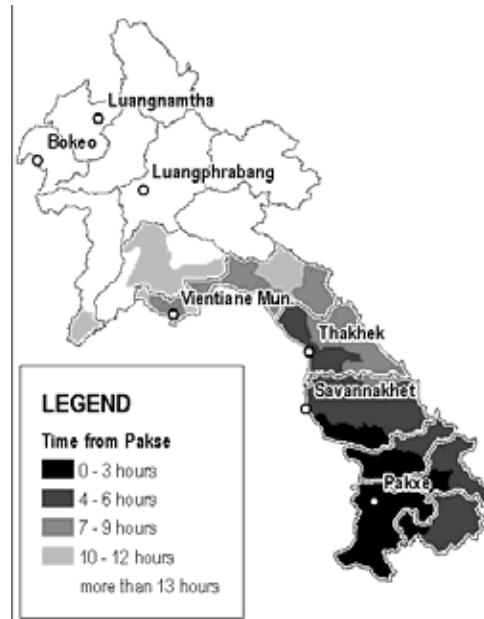 Luangnamtha
Bokeo
Luangphrabang
Vientiane Mun.
Thakhek
Savannakhet
Pakxe
LEGEND
Time from Pakse
0 - 3 hours
4 - 6 hours
7 - 9 hours
10 - 12 hours
more than 13 hours